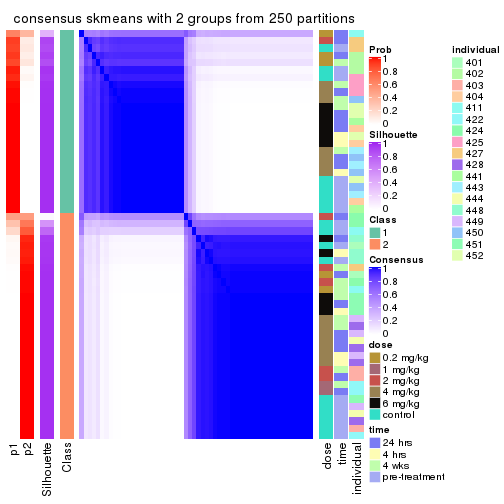 consensus skmeans with 2 groups from 250 partitions
Prob
1
0.8
0.6
0.4
0.2
0
Silhouette
1
0.8
0.6
0.4
0.2
0
Class
1
2
Consensus
1
0.8
0.6
0.4
0.2
0
dose
0.2 mg/kg
1 mg/kg
2 mg/kg
4 mg/kg
6 mg/kg
control
time
24 hrs
4 hrs
4 wks
pre-treatment
individual
401
402
403
404
411
422
424
425
427
428
441
443
444
448
449
450
451
452
p1
p2
Silhouette
Class
dose
time
individual